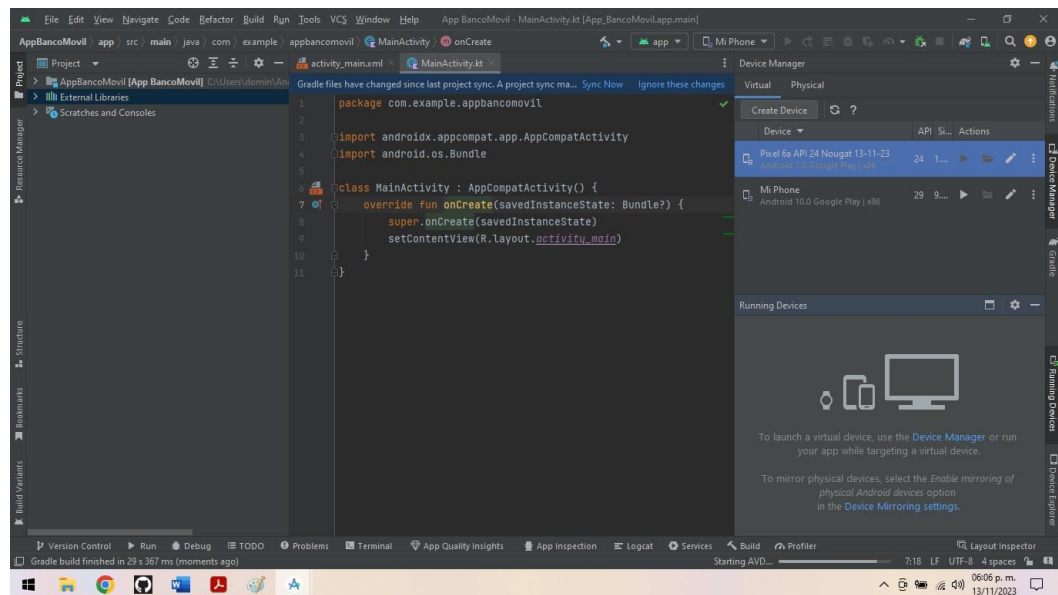 File Edit View Navigate Code Refactor Build Run Tools VCS Window Help App BancoMovil - MainActivity.kt [App_BancoMovil.app.main]
AppBancoMovil app src main java com example appbancomovil MainActivity onCreate app Mi Phone
Project
activity_main.xml MainActivity.kt
Device Manager
AppBancoMovil [App BancoMovil] C:\Users\domin\An
External Libraries
Scratches and Consoles
Gradle files have changed since last project sync. A project sync ma... Sync Now Ignore these changes
1 package com.example.appbancomovil
2
3 import androidx.appcompat.app.AppCompatActivity
4 import android.os.Bundle
5
6 class MainActivity : AppCompatActivity() {
7 override fun onCreate(savedInstanceState: Bundle?) {
8 super.onCreate(savedInstanceState)
9 setContentView(R.layout.activity_main)
10 }
11 }
Virtual Physical
Create Device ?
Device API Si... Actions
Pixel 6a API 24 Nougat 13-11-23 24 1....
Android 7.0 Google Play | x86
Mi Phone 29 9....
Android 10.0 Google Play | x86
Running Devices
To launch a virtual device, use the Device Manager or run
your app while targeting a virtual device.
To mirror physical devices, select the Enable mirroring of
physical Android devices option
in the Device Mirroring settings.
Project
Resource Manager
Structure
Bookmarks
Build Variants
Notifications
Device Manager
Gradle
Running Devices
Device Explorer
Version Control Run Debug TODO Problems Terminal App Quality Insights App Inspection Logcat Services Build Profiler Layout Inspector
Gradle build finished in 29 s 367 ms (moments ago) Starting AVD... 7:18 LF UTF-8 4 spaces
06:06 p. m.
13/11/2023